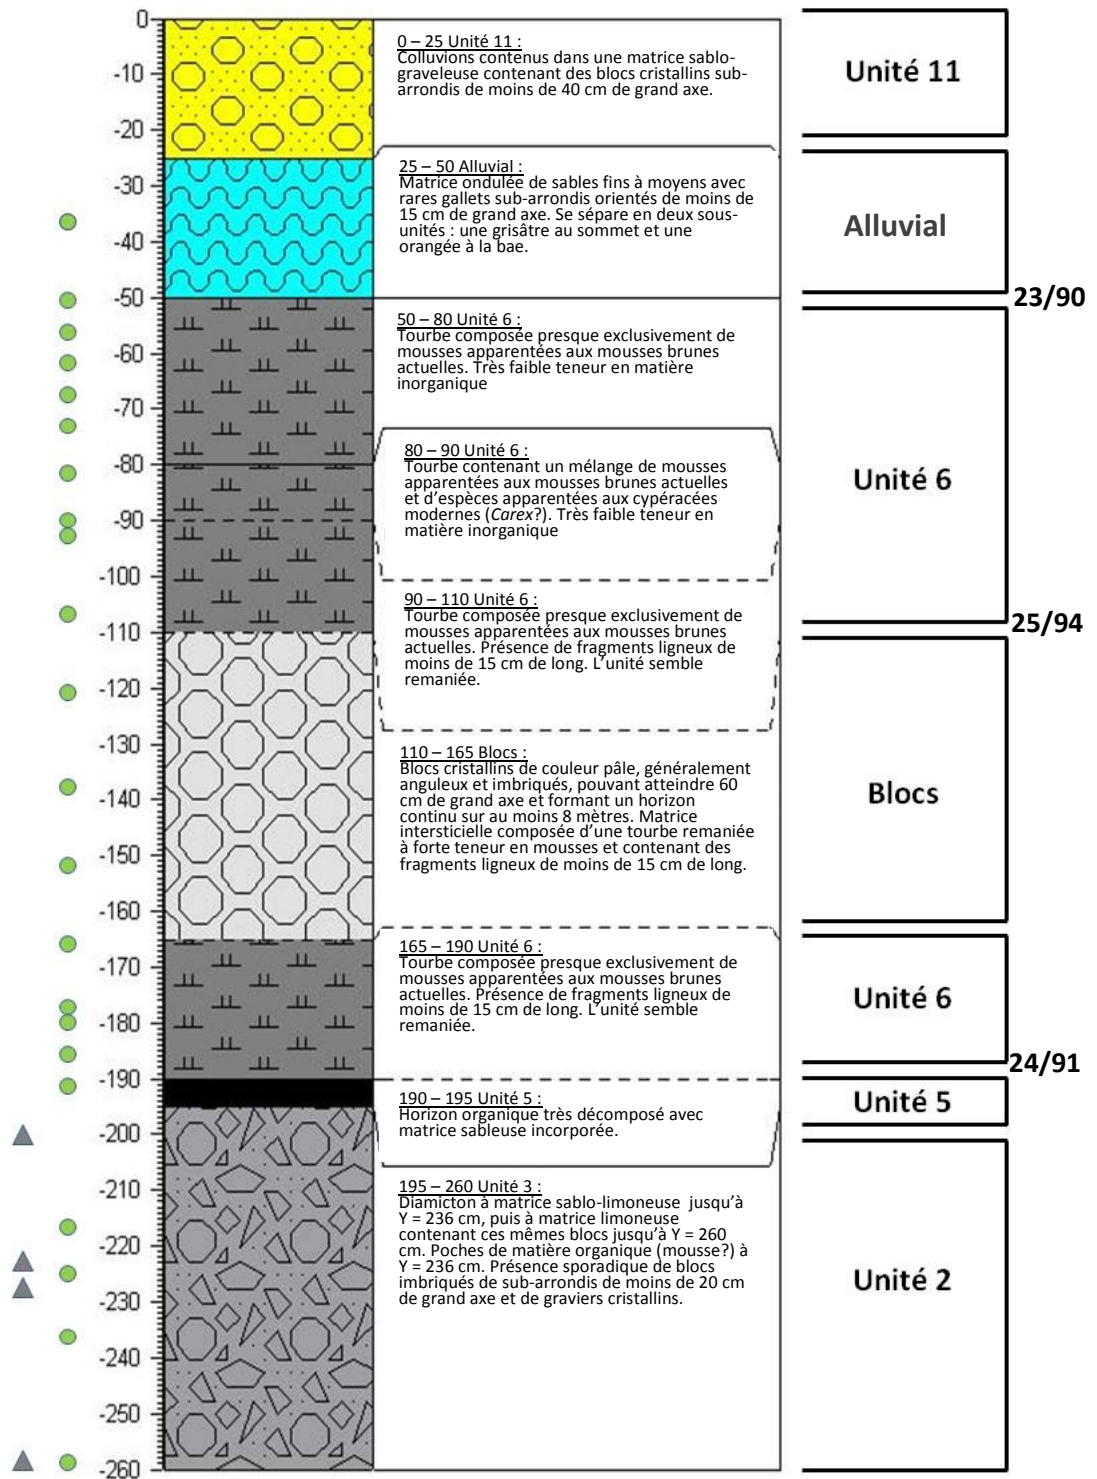 0
-10
-20
-30
-40
-50
-60
-70
-80
-90
-100
-110
-120
-130
-140
-150
-160
-170
-180
-190
-200
-210
-220
-230
-240
-250
-260
0 – 25 Unité 11 :
Colluvions contenus dans une matrice sablo-
graveleuse contenant des blocs cristallins sub-
arrondis de moins de 40 cm de grand axe.
25 – 50 Alluvial :
Matrice ondulée de sables fins à moyens avec
rares gallets sub-arrondis orientés de moins de
15 cm de grand axe. Se sépare en deux sous-
unités : une grisâtre au sommet et une
orangée à la bae.
50 – 80 Unité 6 :
Tourbe composée presque exclusivement de
mousses apparentées aux mousses brunes
actuelles. Très faible teneur en matière
inorganique
80 – 90 Unité 6 :
Tourbe contenant un mélange de mousses
apparentées aux mousses brunes actuelles
et d'espèces apparentées aux cypéracées
modernes (Carex?). Très faible teneur en
matière inorganique
90 – 110 Unité 6 :
Tourbe composée presque exclusivement de
mousses apparentées aux mousses brunes
actuelles. Présence de fragments ligneux de
moins de 15 cm de long. L'unité semble
remaniée.
110 – 165 Blocs :
Blocs cristallins de couleur pâle, généralement
anguleux et imbriqués, pouvant atteindre 60
cm de grand axe et formant un horizon
continu sur au moins 8 mètres. Matrice
intersticielle composée d'une tourbe remaniée
à forte teneur en mousses et contenant des
fragments ligneux de moins de 15 cm de long.
165 – 190 Unité 6 :
Tourbe composée presque exclusivement de
mousses apparentées aux mousses brunes
actuelles. Présence de fragments ligneux de
moins de 15 cm de long. L'unité semble
remaniée.
190 – 195 Unité 5 :
Horizon organique très décomposé avec
matrice sableuse incorporée.
195 – 260 Unité 3 :
Diamicton à matrice sablo-limoneuse jusqu'à
Y = 236 cm, puis à matrice limoneuse
contenant ces mêmes blocs jusqu'à Y = 260
cm. Poches de matière organique (mousse?) à
Y = 236 cm. Présence sporadique de blocs
imbriqués de sub-arrondis de moins de 20 cm
de grand axe et de graviers cristallins.
Unité 11
Alluvial
23/90
Unité 6
25/94
Blocs
Unité 6
24/91
Unité 5
Unité 2